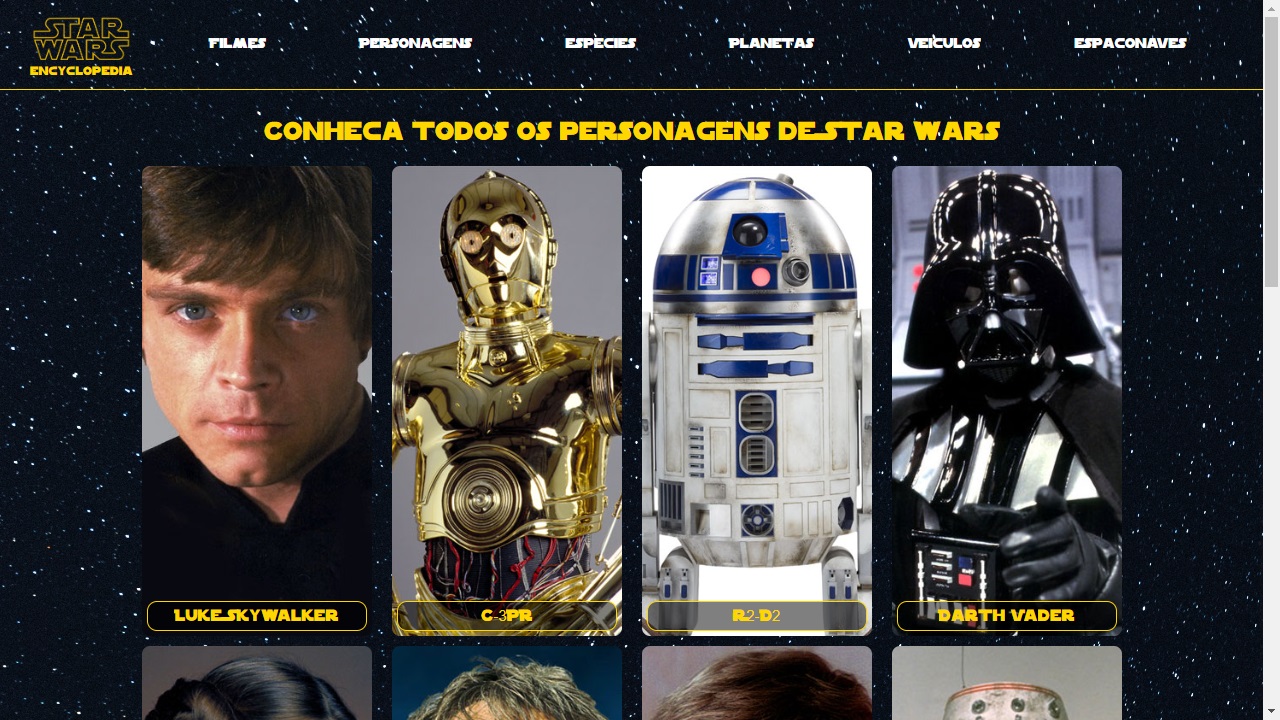 STAR
WARS
ENCYCLOPEDIA
FILMES
PERSONAGENS
ESPECIES
PLANETAS
VEICULOS
ESPACONAVES
CONHECA TODOS OS PERSONAGENS DE STAR WARS
LUKE SKYWALKER
C-3PR
R2-D2
DARTH VADER